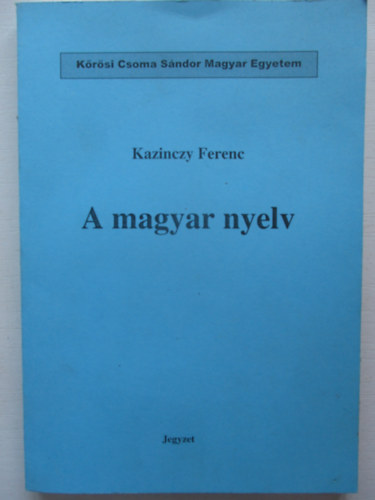 Kőrösi Csoma Sándor Magyar Egyetem
Kazinczy Ferenc
A magyar nyelv
Jegyzet